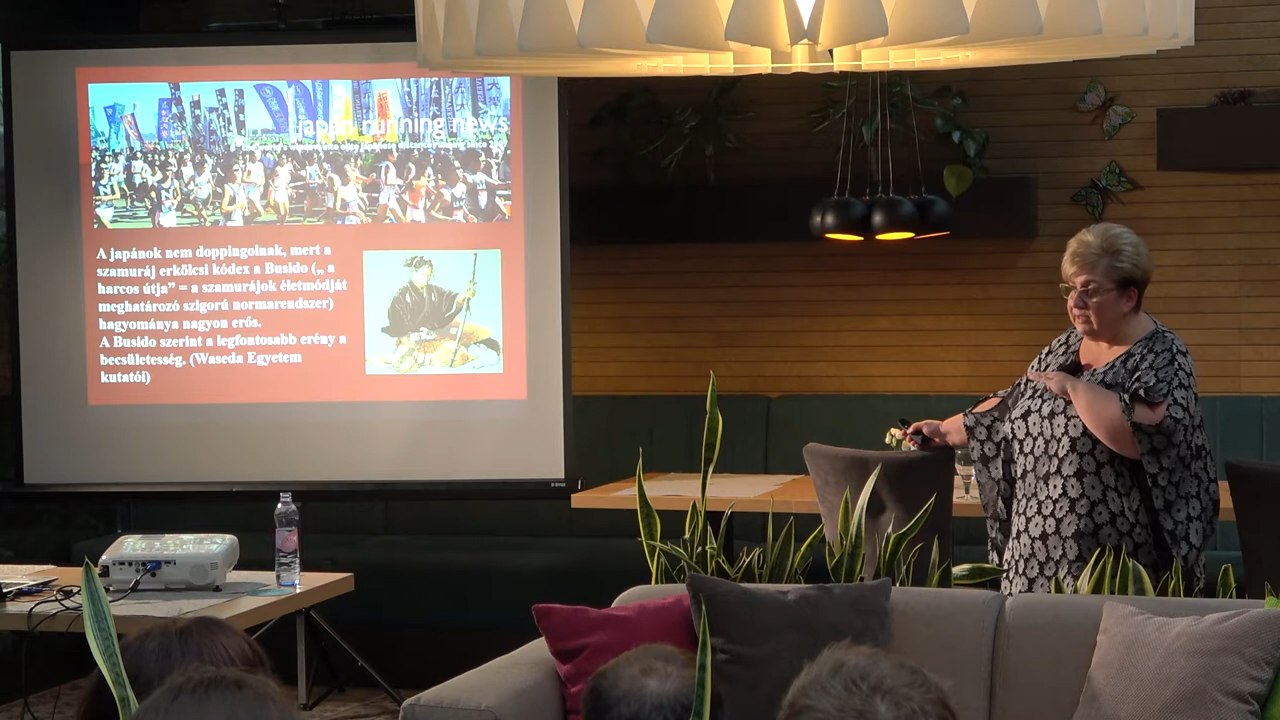 japan running news
A japánok nem doppingolnak, mert a
szamuráj erkölcsi kódex a Busido („ a
harcos útja” = a szamurájok életmódját
meghatározó szigorú normarendszer)
hagyománya nagyon erős.
A Busido szerint a legfontosabb erény a
becsületesség. (Waseda Egyetem
kutatói)